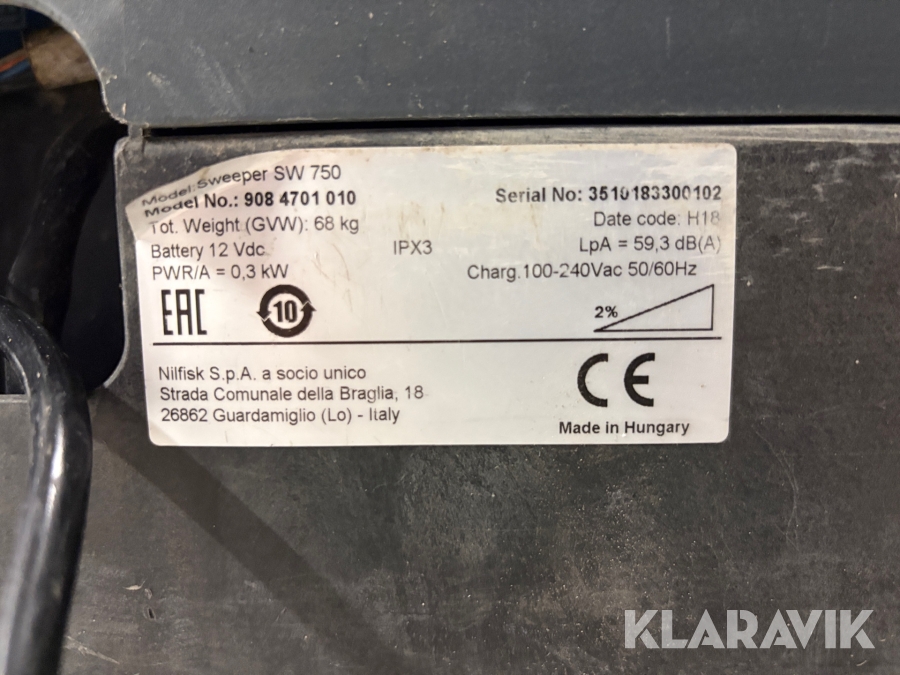 Model: Sweeper SW 750
Model No.: 908 4701 010
Serial No: 3510183300102
Tot. Weight (GVW): 68 kg
Date code: H18
Battery 12 Vdc
IPX3
LpA = 59,3 dB(A)
PWR/A = 0,3 kW
Charg.100-240Vac 50/60Hz
EAC
10
2%
Nilfisk S.p.A. a socio unico
Strada Comunale della Braglia, 18
26862 Guardamiglio (Lo) - Italy
CE
Made in Hungary
KLARAVIK